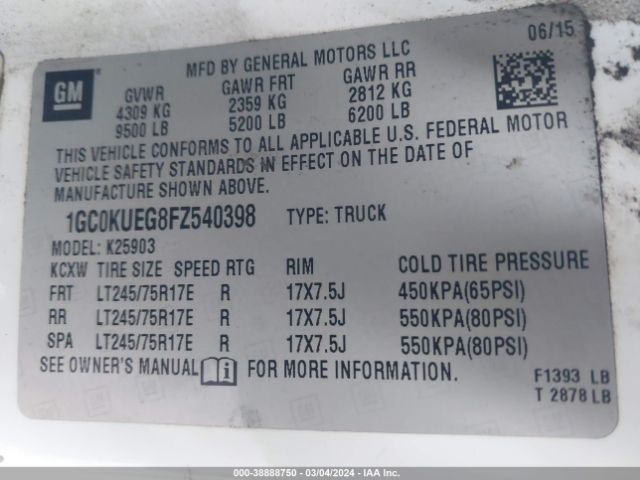 GM
MFD BY GENERAL MOTORS LLC 06/15
GVWR GAWR FRT GAWR RR
4309 KG 2359 KG 2812 KG
9500 LB 5200 LB 6200 LB
THIS VEHICLE CONFORMS TO ALL APPLICABLE U.S. FEDERAL MOTOR
VEHICLE SAFETY STANDARDS IN EFFECT ON THE DATE OF
MANUFACTURE SHOWN ABOVE.
1GC0KUEG8FZ540398 TYPE: TRUCK
MODEL: K25903
KCXW TIRE SIZE SPEED RTG RIM COLD TIRE PRESSURE
FRT LT245/75R17E R 17X7.5J 450KPA(65PSI)
RR LT245/75R17E R 17X7.5J 550KPA(80PSI)
SPA LT245/75R17E R 17X7.5J 550KPA(80PSI)
SEE OWNER'S MANUAL i FOR MORE INFORMATION.
F1393 LB
T 2878 LB
000-38888750 - 03/04/2024 - IAA Inc.